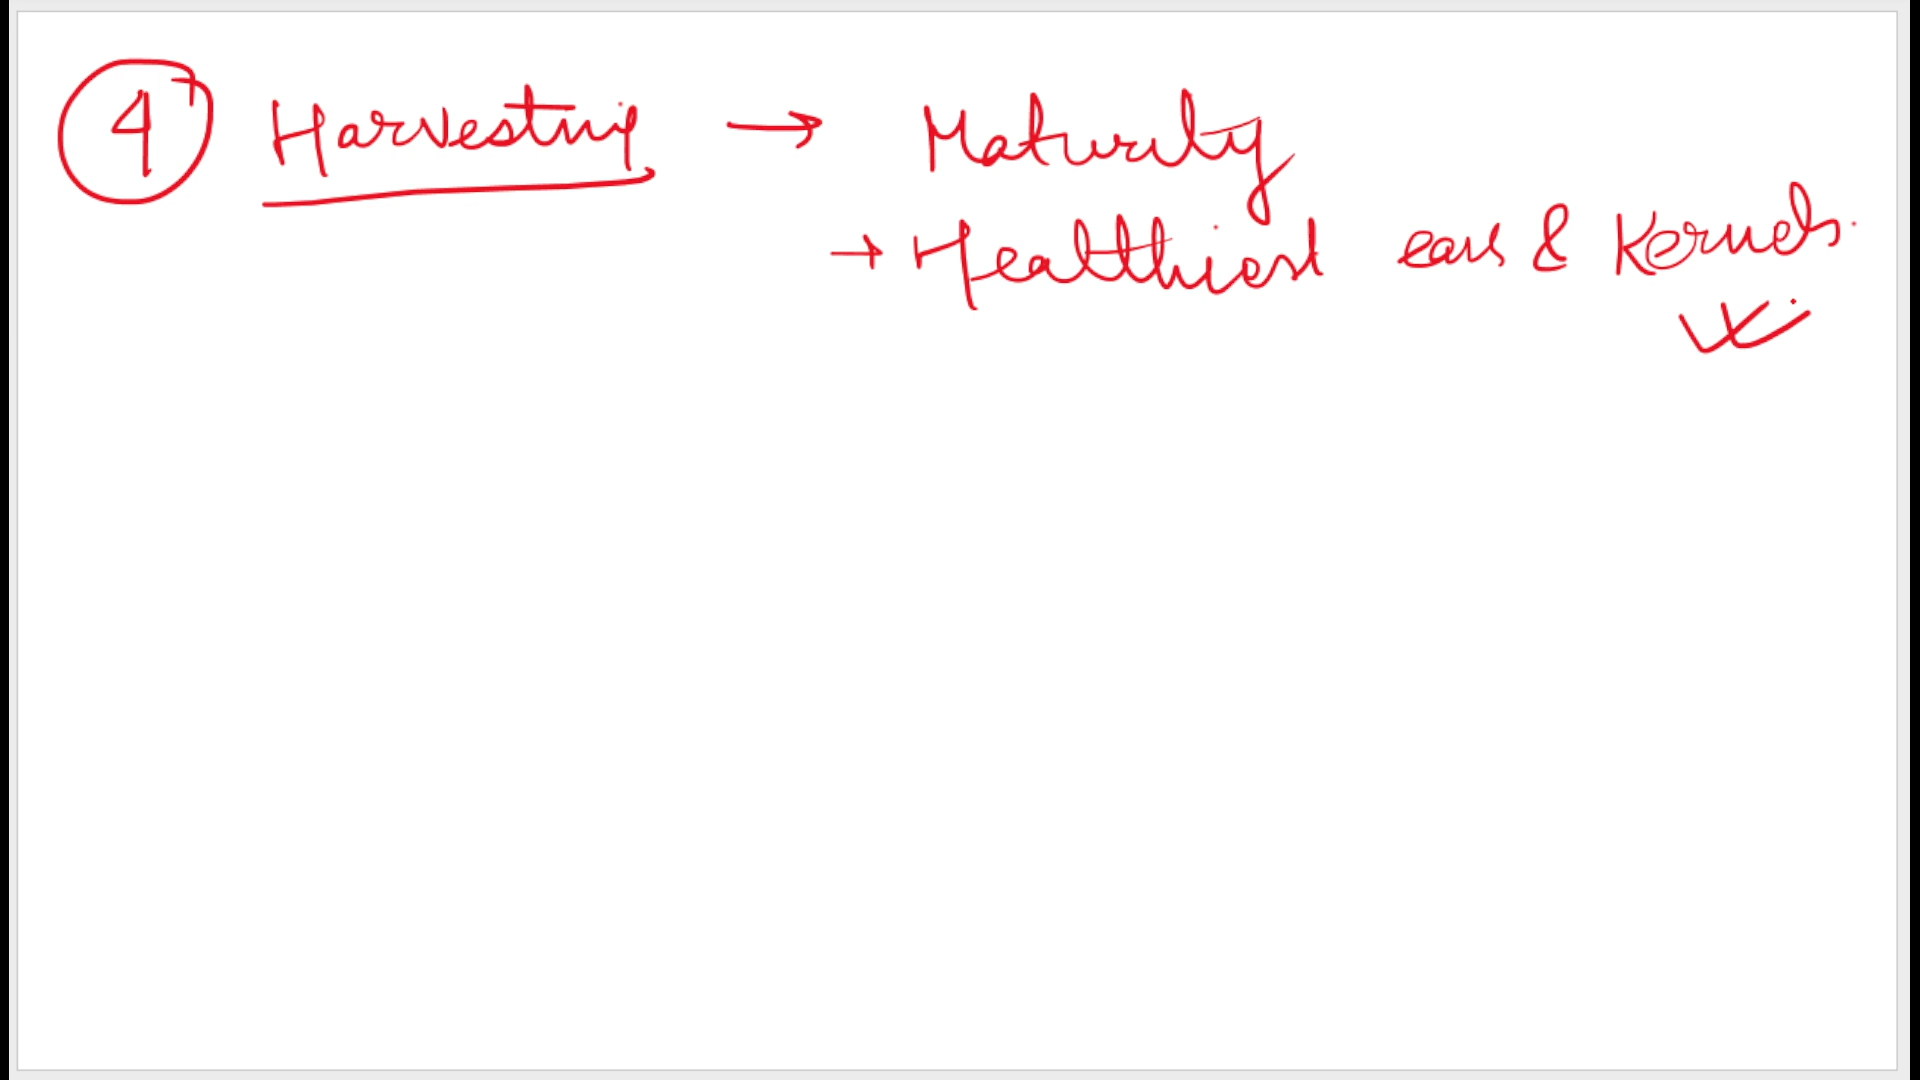 4 Harvesting → Maturity
→ Healthiest ears & Kernels.